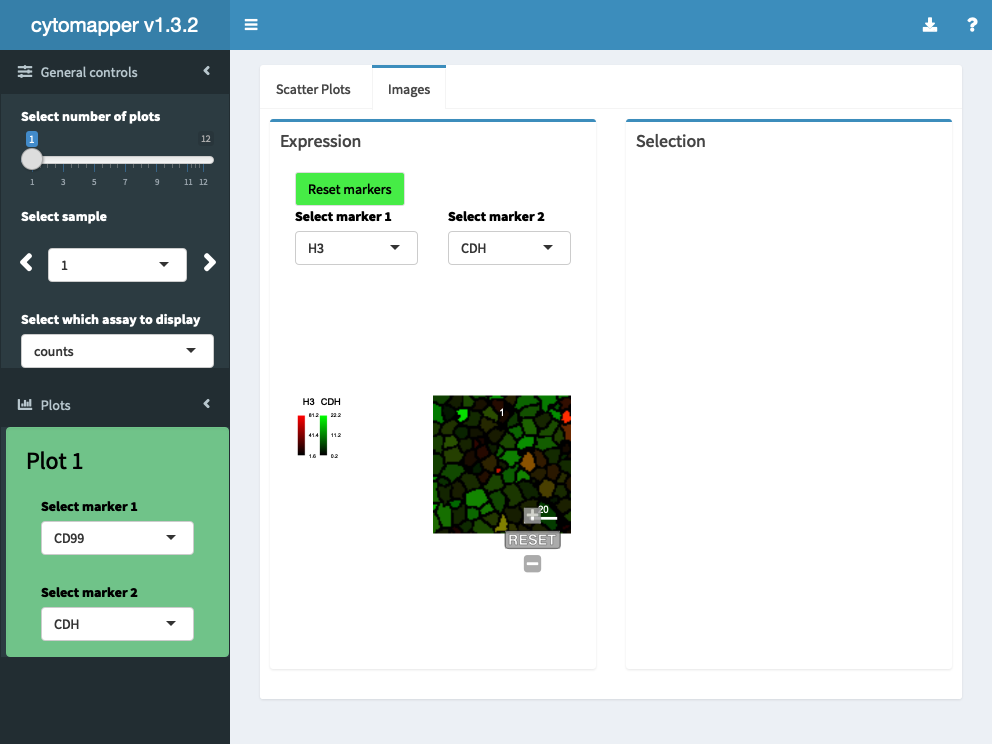 cytomapper v1.3.2
General controls
Select number of plots
1
12
1 3 5 7 9 11 12
Select sample
1
Select which assay to display
counts
Plots
Plot 1
Select marker 1
CD99
Select marker 2
CDH
Scatter Plots
Images
Expression
Reset markers
Select marker 1
Select marker 2
H3
CDH
H3 CDH
81.2 22.2
41.4 11.2
1.6 0.2
1
20
RESET
Selection